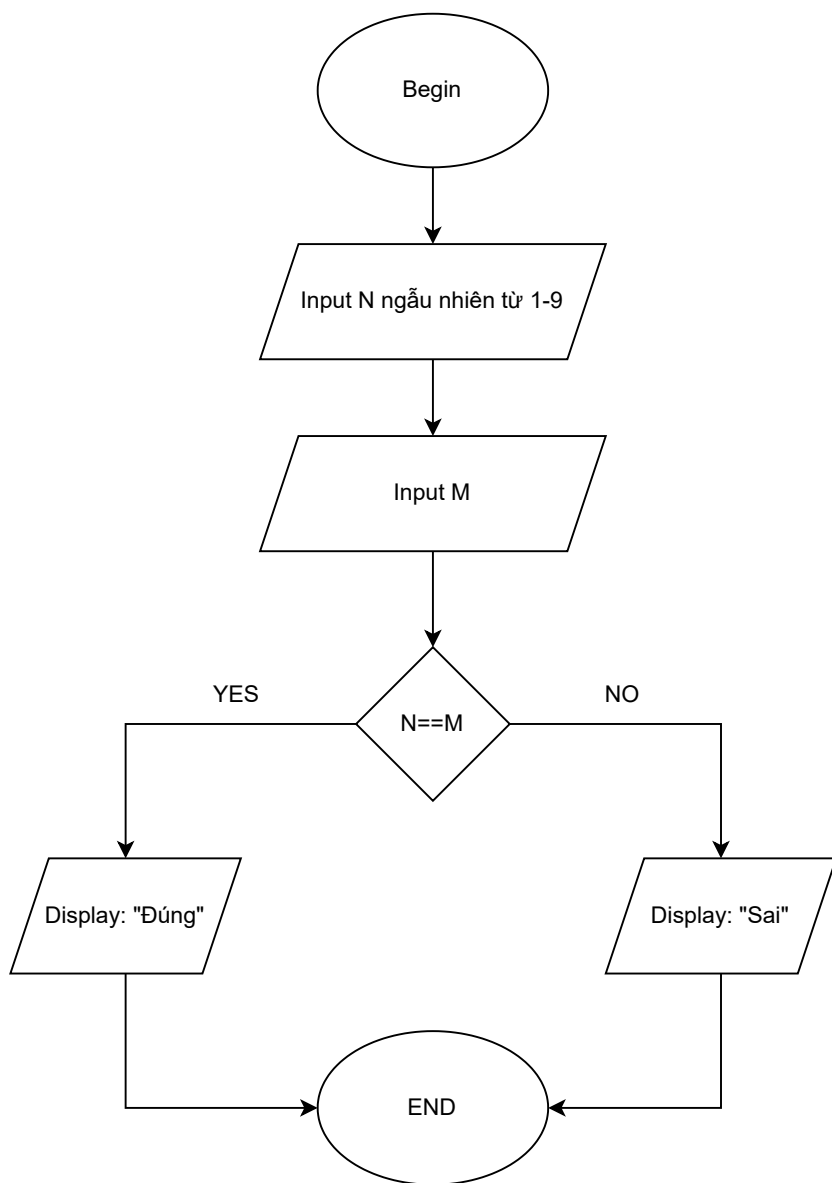 Begin
Input N ngẫu nhiên từ 1-9
Input M
N==M
YES
NO
Display: "Đúng"
Display: "Sai"
END